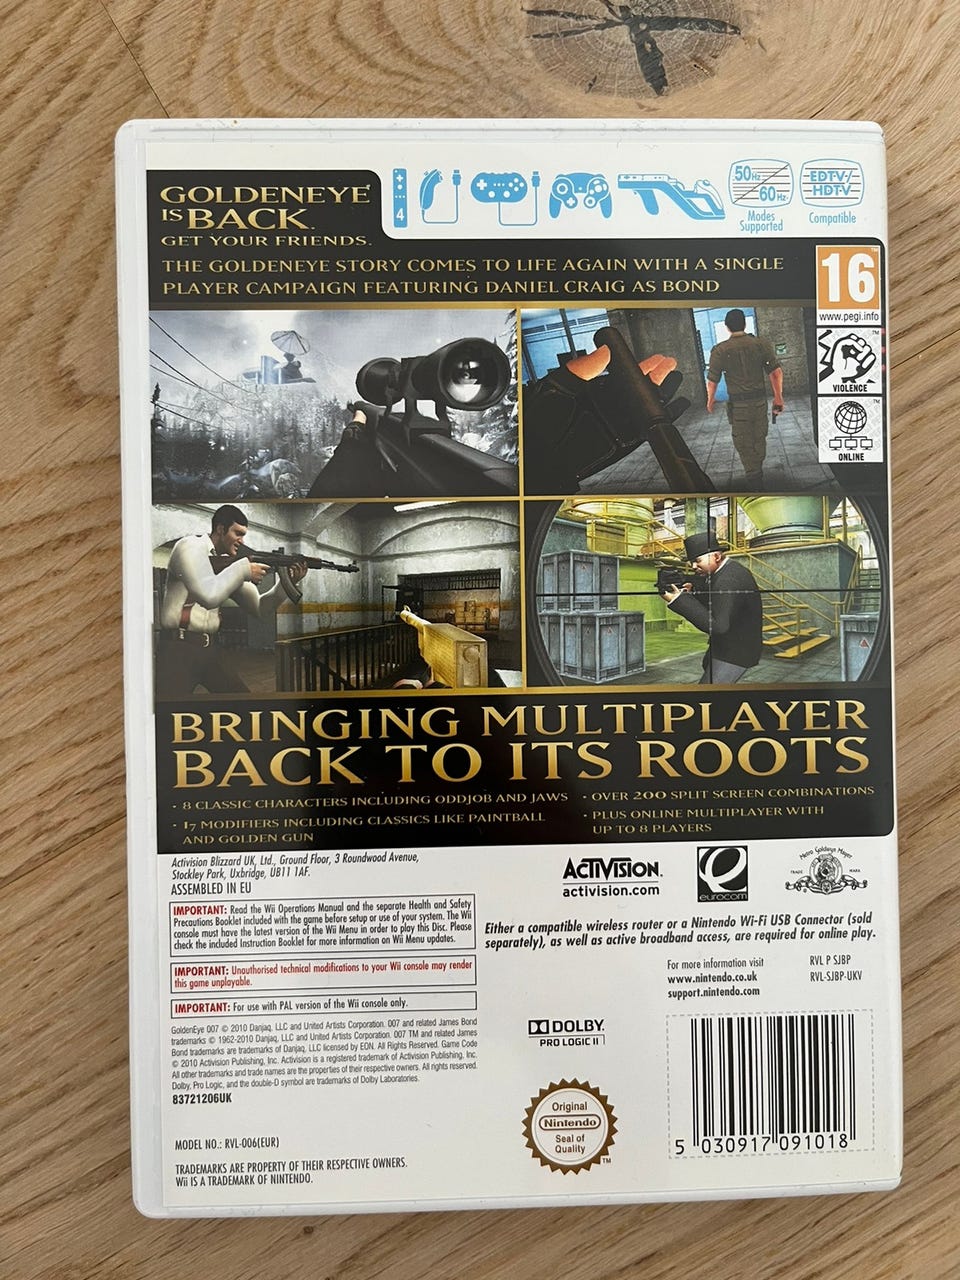 GOLDENEYE
IS BACK.
GET YOUR FRIENDS.
4
50Hz
60Hz
Modes
Supported
EDTV/
HDTV
Compatible
THE GOLDENEYE STORY COMES TO LIFE AGAIN WITH A SINGLE
PLAYER CAMPAIGN FEATURING DANIEL CRAIG AS BOND
16
www.pegi.info
VIOLENCE
ONLINE
BRINGING MULTIPLAYER
BACK TO ITS ROOTS
· 8 CLASSIC CHARACTERS INCLUDING ODDJOB AND JAWS
· 17 MODIFIERS INCLUDING CLASSICS LIKE PAINTBALL
AND GOLDEN GUN
· OVER 200 SPLIT SCREEN COMBINATIONS
· PLUS ONLINE MULTIPLAYER WITH
UP TO 8 PLAYERS
Activision Blizzard UK, Ltd., Ground Floor, 3 Roundwood Avenue,
Stockley Park, Uxbridge, UB11 1AF.
ASSEMBLED IN EU
ACTIVISION.
activision.com
eurocom
Metro Goldwyn Mayer
TRADE MARK
IMPORTANT: Read the Wii Operations Manual and the separate Health and Safety
Precautions Booklet included with the game before setup or use of your system. The Wii
console must have the latest version of the Wii Menu in order to play this Disc. Please
check the included Instruction Booklet for more information on Wii Menu updates.
IMPORTANT: Unauthorised technical modifications to your Wii console may render
this game unplayable.
IMPORTANT: For use with PAL version of the Wii console only.
Either a compatible wireless router or a Nintendo Wi-Fi USB Connector (sold
separately), as well as active broadband access, are required for online play.
For more information visit
www.nintendo.co.uk
support.nintendo.com
RVL P SJBP
RVL-SJBP-UKV
GoldenEye 007 © 2010 Danjaq, LLC and United Artists Corporation. 007 and related James Bond
trademarks © 1962-2010 Danjaq, LLC and United Artists Corporation. 007 TM and related James
Bond trademarks are trademarks of Danjaq, LLC licensed by EON. All Rights Reserved. Game Code
© 2010 Activision Publishing, Inc. Activision is a registered trademark of Activision Publishing, Inc.
All other trademarks and trade names are the properties of their respective owners. All rights reserved.
Dolby, Pro Logic, and the double-D symbol are trademarks of Dolby Laboratories.
83721206UK
DOLBY.
PRO LOGIC II
Original
Nintendo
Seal of
Quality
TM
5 030917 091018
MODEL NO.: RVL-006(EUR)
TRADEMARKS ARE PROPERTY OF THEIR RESPECTIVE OWNERS.
Wii IS A TRADEMARK OF NINTENDO.